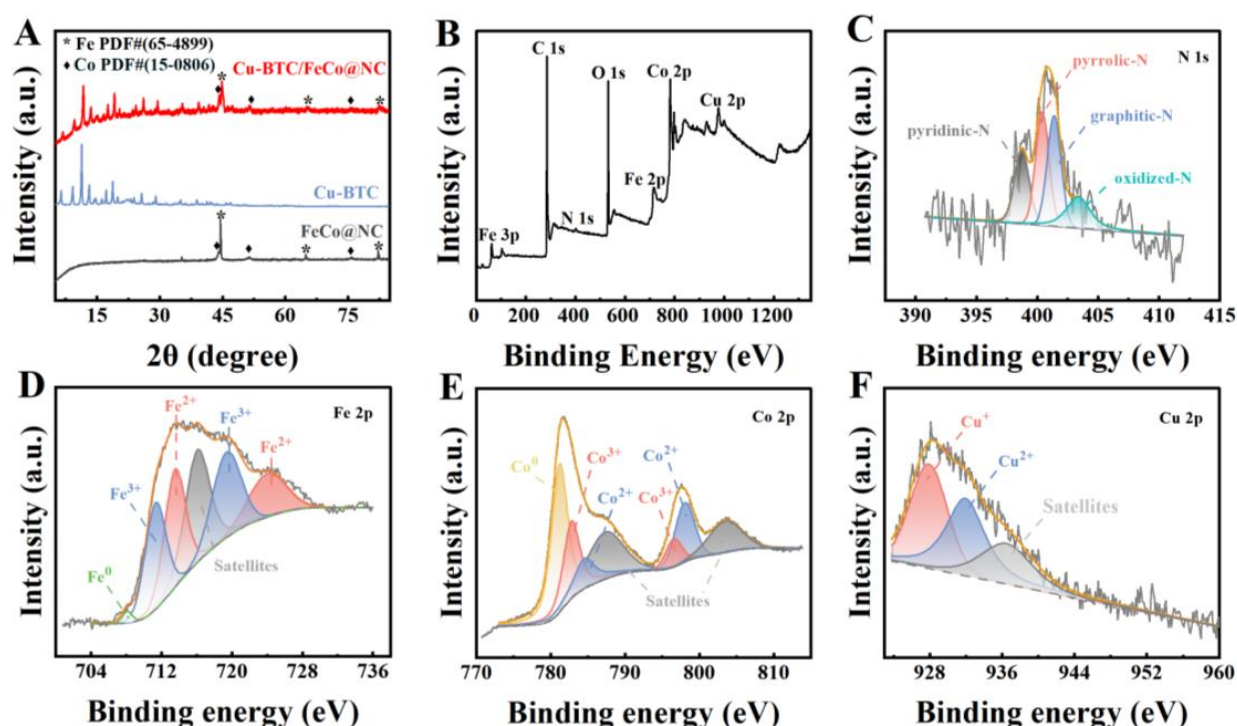 A
* Fe PDF#(65-4899)
♦ Co PDF#(15-0806)
Cu-BTC/FeCo@NC
Cu-BTC
FeCo@NC
Intensity (a.u.)
15 30 45 60 75
2θ (degree)
B
C 1s
O 1s
Co 2p
Cu 2p
Fe 2p
N 1s
Fe 3p
Intensity (a.u.)
0 200 400 600 800 1000 1200
Binding Energy (eV)
C
N 1s
pyrrolic-N
graphitic-N
pyridinic-N
oxidized-N
Intensity (a.u.)
390 395 400 405 410 415
Binding energy (eV)
D
Fe 2p
Fe²⁺
Fe³⁺
Fe²⁺
Fe³⁺
Fe⁰
Satellites
Intensity (a.u.)
704 712 720 728 736
Binding energy (eV)
E
Co 2p
Co⁰
Co³⁺
Co²⁺
Co²⁺
Co³⁺
Satellites
Intensity (a.u.)
770 780 790 800 810
Binding energy (eV)
F
Cu 2p
Cu⁺
Cu²⁺
Satellites
Intensity (a.u.)
928 936 944 952 960
Binding energy (eV)